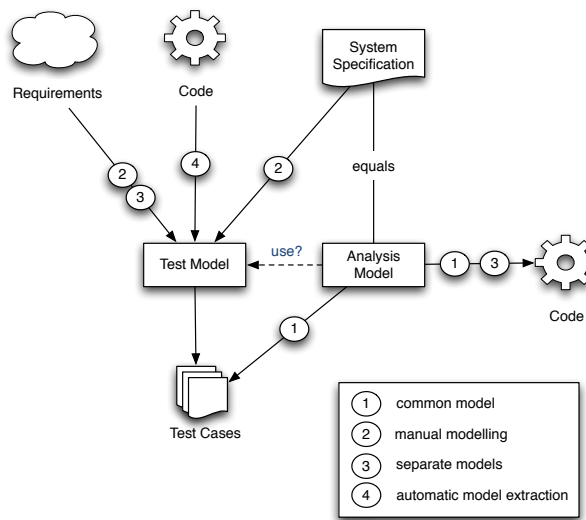 System
Specification
Requirements
Code
2
3
4
2
equals
use?
Test Model
Analysis
Model
1
3
Code
1
Test Cases
1 common model
2 manual modelling
3 separate models
4 automatic model extraction